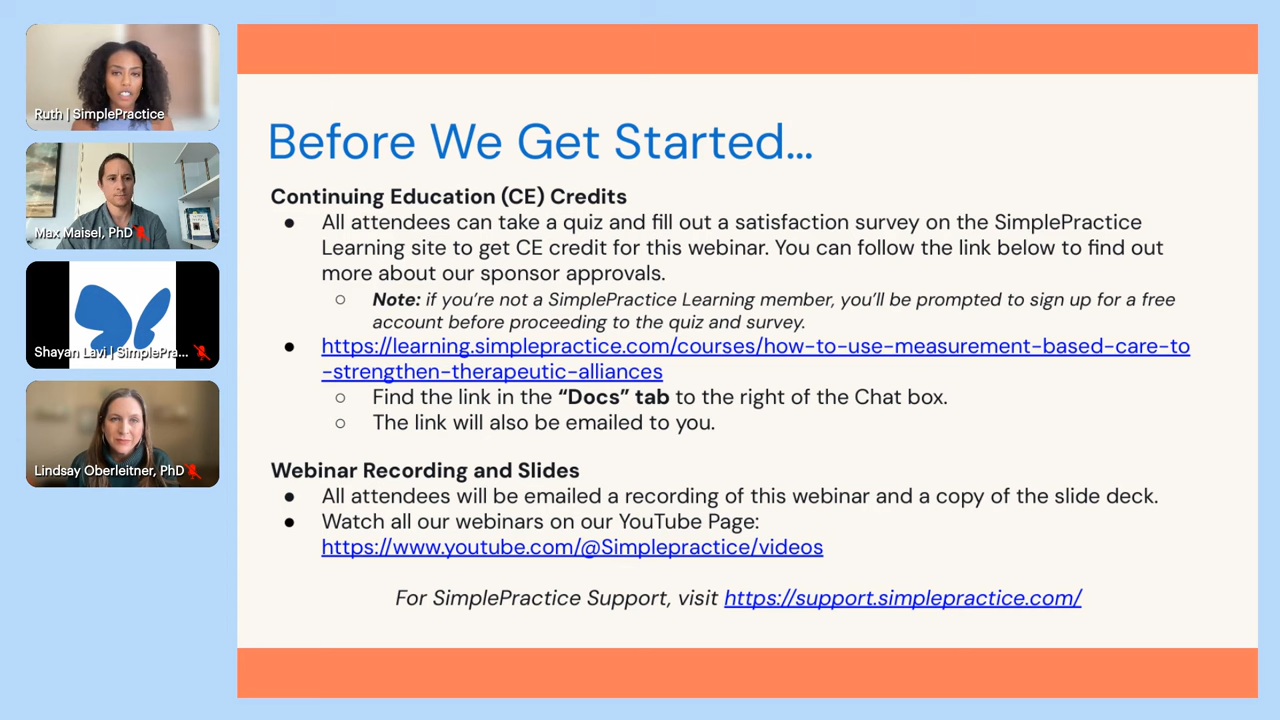 Ruth | SimplePractice
Max Maisel, PhD
Shayan Lavi | SimplePra...
Lindsay Oberleitner, PhD
Before We Get Started...
Continuing Education (CE) Credits
● All attendees can take a quiz and fill out a satisfaction survey on the SimplePractice
Learning site to get CE credit for this webinar. You can follow the link below to find out
more about our sponsor approvals.
○ Note: if you’re not a SimplePractice Learning member, you’ll be prompted to sign up for a free
account before proceeding to the quiz and survey.
● https://learning.simplepractice.com/courses/how-to-use-measurement-based-care-to
-strengthen-therapeutic-alliances
○ Find the link in the “Docs” tab to the right of the Chat box.
○ The link will also be emailed to you.
Webinar Recording and Slides
● All attendees will be emailed a recording of this webinar and a copy of the slide deck.
● Watch all our webinars on our YouTube Page:
https://www.youtube.com/@Simplepractice/videos
For SimplePractice Support, visit https://support.simplepractice.com/